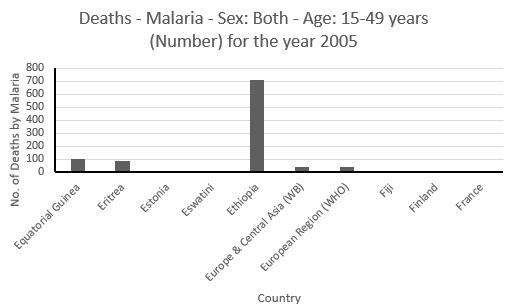 Deaths - Malaria - Sex: Both - Age: 15-49 years
(Number) for the year 2005
No. of Deaths by Malaria
800
700
600
500
400
300
200
100
0
Equatorial Guinea
Eritrea
Estonia
Eswatini
Ethiopia
Europe & Central Asia (WB)
European Region (WHO)
Fiji
Finland
France
Country